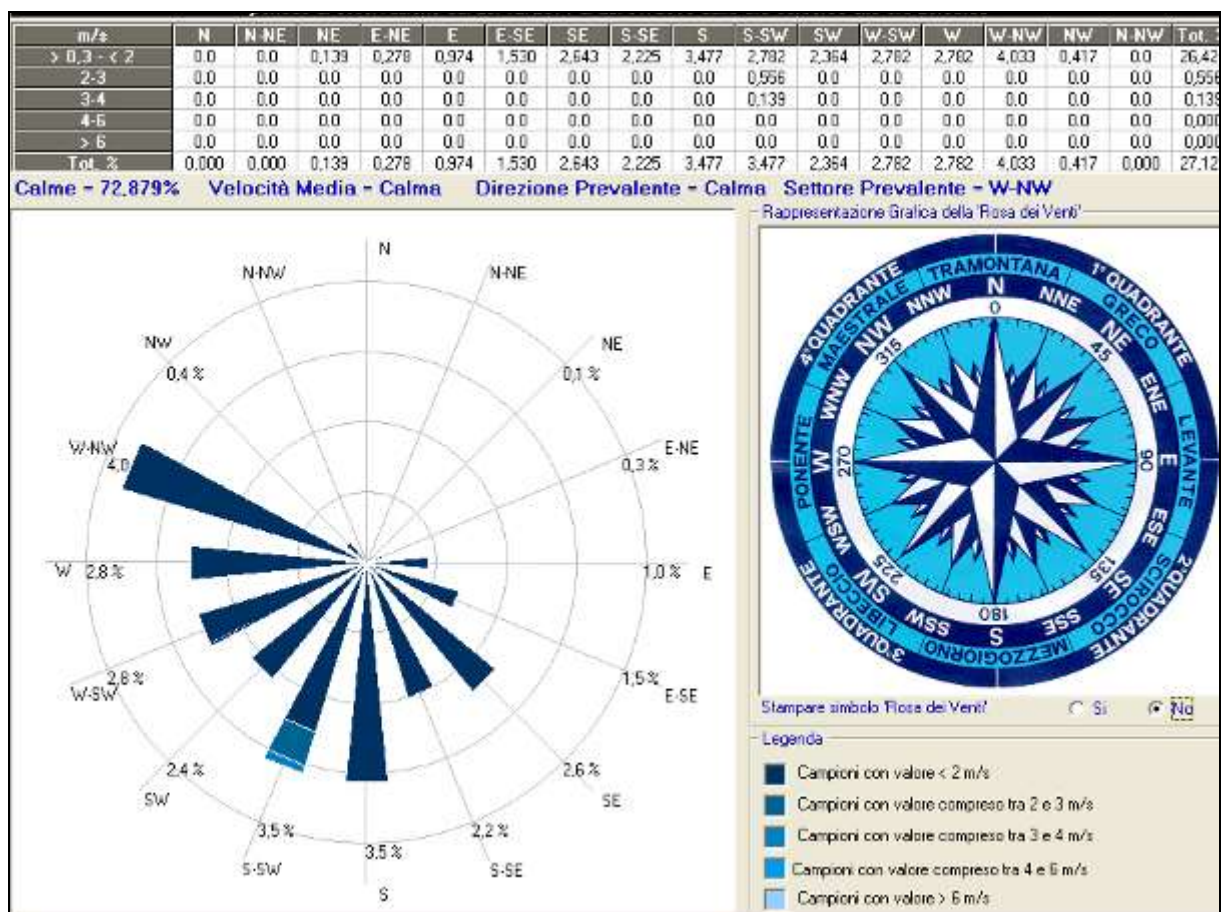 m/s N N-NE NE E-NE E E-SE SE S-SE S S-SW SW W-SW W W-NW NW N-NW Tot.
> 0,3 - < 2 0.0 0.0 0,139 0,278 0,974 1,530 2,643 2,225 3,477 2,782 2,364 2,782 2,782 4,033 0,417 0.0 26,42
2-3 0.0 0.0 0.0 0.0 0.0 0.0 0.0 0.0 0.0 0,556 0.0 0.0 0.0 0.0 0.0 0.0 0,556
3-4 0.0 0.0 0.0 0.0 0.0 0.0 0.0 0.0 0.0 0,139 0.0 0.0 0.0 0.0 0.0 0.0 0,139
4-6 0.0 0.0 0.0 0.0 0.0 0.0 0.0 0.0 0.0 0.0 0.0 0.0 0.0 0.0 0.0 0.0 0,000
> 6 0.0 0.0 0.0 0.0 0.0 0.0 0.0 0.0 0.0 0.0 0.0 0.0 0.0 0.0 0.0 0.0 0,000
Tot. % 0,000 0,000 0,139 0,278 0,974 1,530 2,643 2,225 3,477 3,477 2,364 2,782 2,782 4,033 0,417 0,000 27,12
Calme = 72,879% Velocità Media = Calma Direzione Prevalente = Calma Settore Prevalente = W-NW
N
N-NW N-NE
NW NE
0,4 % 0,1 %
W-NW E-NE
4,0 0,3 %
W 2,8 % 1,0 % E
2,8 % 1,5 %
W-SW E-SE
2,4 % 2,6 %
SW SE
3,5 % 3,5 % 2,2 %
S-SW S S-SE
Rappresentazione Grafica della 'Rosa dei Venti'
1° QUADRANTE
2° QUADRANTE
3° QUADRANTE
4° QUADRANTE
TRAMONTANA
GRECO
LEVANTE
SCIROCCO
MEZZOGIORNO
LIBECCIO
PONENTE
MAESTRALE
N NNE NE ENE E ESE SE SSE S SSW SW WSW W WNW NW NNW
0 45 90 135 180 225 270 315
Stampare simbolo 'Rosa dei Venti' Si No
Legenda
Campioni con valore < 2 m/s
Campioni con valore compreso tra 2 e 3 m/s
Campioni con valore compreso tra 3 e 4 m/s
Campioni con valore compreso tra 4 e 6 m/s
Campioni con valore > 6 m/s